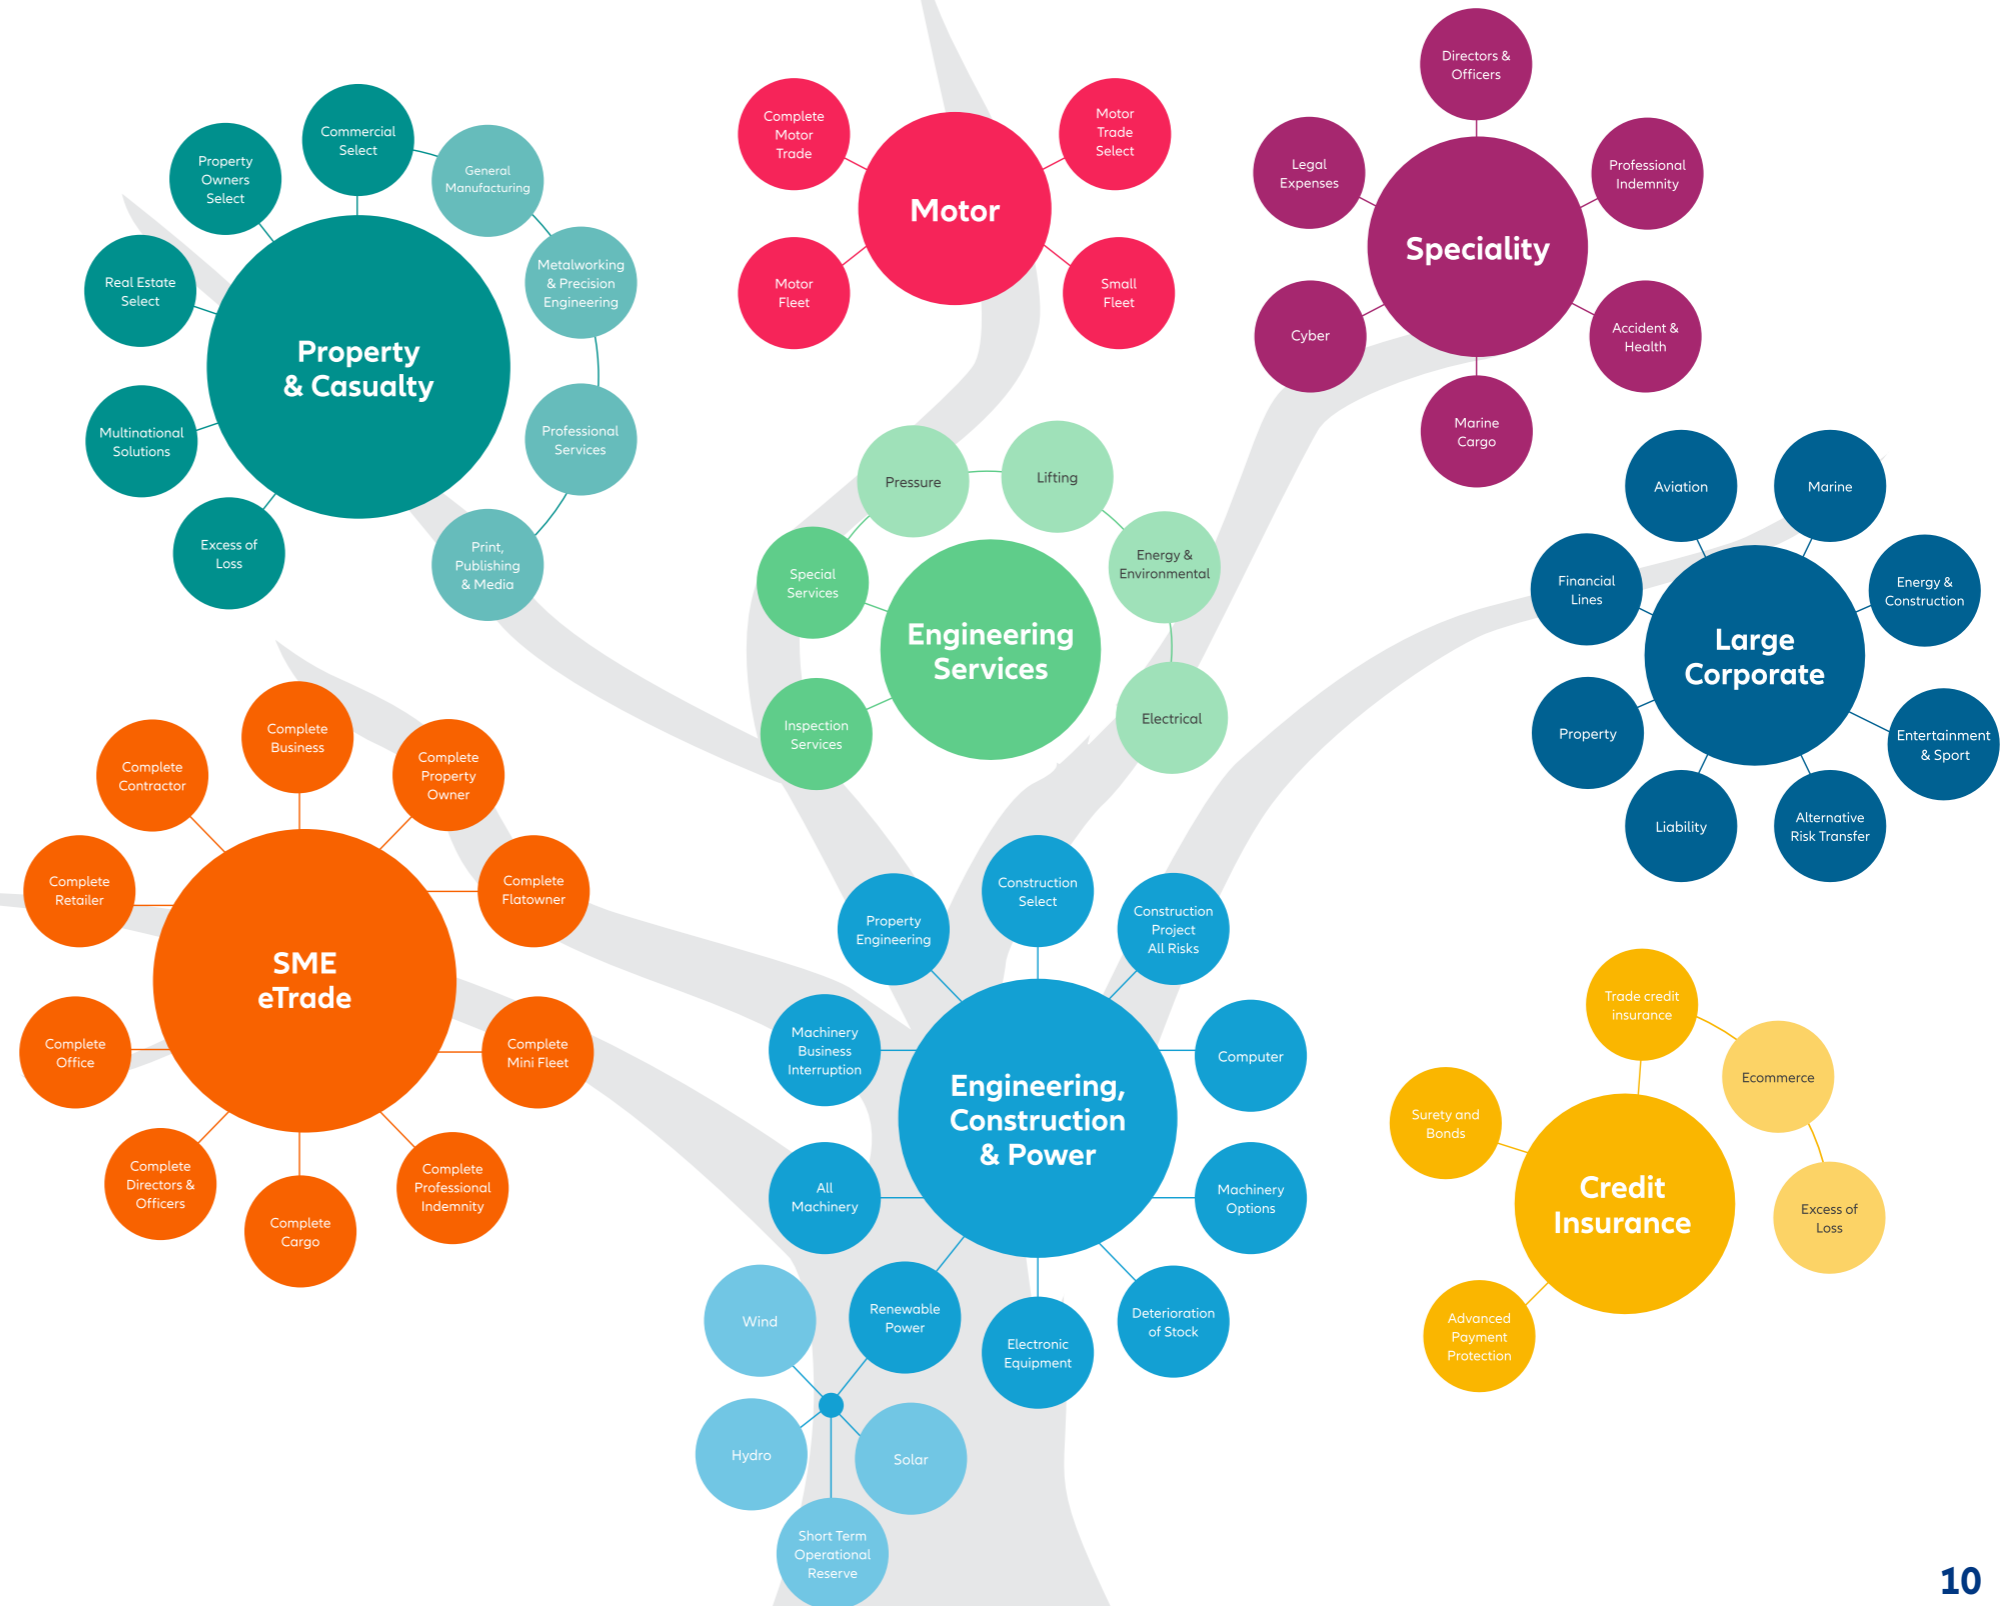 Commercial
Select
Property
Owners
Select
General
Manufacturing
Real Estate
Select
Metalworking
& Precision
Engineering
Property
& Casualty
Multinational
Solutions
Professional
Services
Excess of
Loss
Print,
Publishing
& Media
Complete
Motor
Trade
Motor
Trade
Select
Motor
Motor
Fleet
Small
Fleet
Directors &
Officers
Legal
Expenses
Professional
Indemnity
Speciality
Cyber
Accident &
Health
Marine
Cargo
Pressure
Lifting
Special
Services
Energy &
Environmental
Engineering
Services
Inspection
Services
Electrical
Aviation
Marine
Financial
Lines
Energy &
Construction
Large
Corporate
Property
Entertainment
& Sport
Liability
Alternative
Risk Transfer
Complete
Business
Complete
Contractor
Complete
Property
Owner
Complete
Retailer
Complete
Flatowner
SME
eTrade
Complete
Office
Complete
Mini Fleet
Complete
Directors &
Officers
Complete
Professional
Indemnity
Complete
Cargo
Construction
Select
Property
Engineering
Construction
Project
All Risks
Machinery
Business
Interruption
Computer
Engineering,
Construction
& Power
All
Machinery
Machinery
Options
Renewable
Power
Electronic
Equipment
Deterioration
of Stock
Wind
Hydro
Solar
Short Term
Operational
Reserve
Trade credit
insurance
Ecommerce
Surety and
Bonds
Credit
Insurance
Excess of
Loss
Advanced
Payment
Protection
10